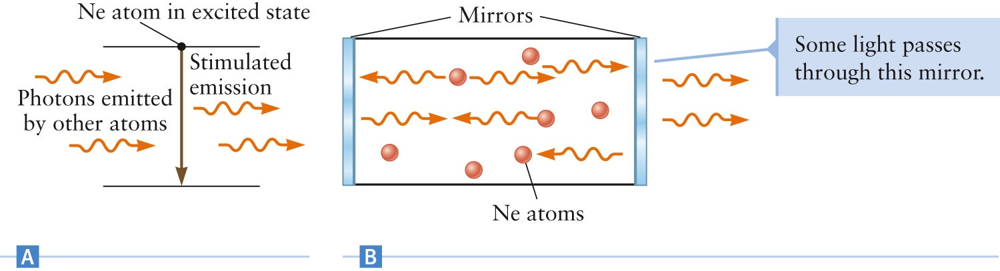 Ne atom in excited state
Stimulated
emission
Photons emitted
by other atoms
A
Mirrors
Some light passes
through this mirror.
Ne atoms
B